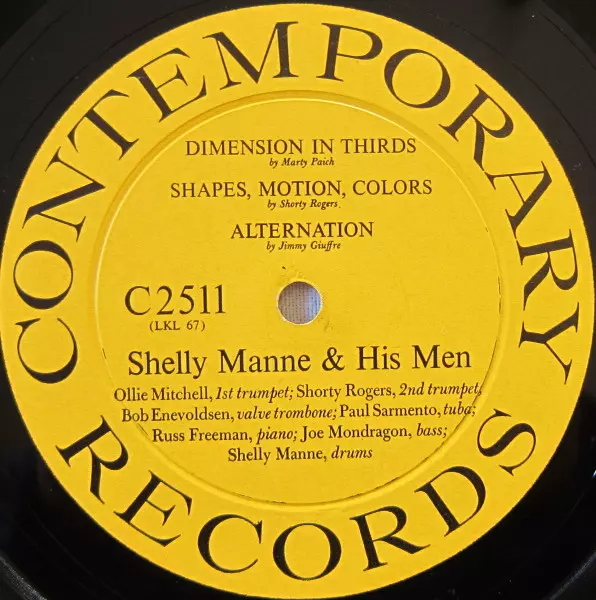 CONTEMPORARY
RECORDS
DIMENSION IN THIRDS
by Marty Paich
SHAPES, MOTION, COLORS
by Shorty Rogers.
ALTERNATION
by Jimmy Giuffre
C2511
(LKL 67)
Shelly Manne & His Men
Ollie Mitchell, 1st trumpet; Shorty Rogers, 2nd trumpet;
Bob Enevoldsen, valve trombone; Paul Sarmento, tuba;
Russ Freeman, piano; Joe Mondragon, bass;
Shelly Manne, drums